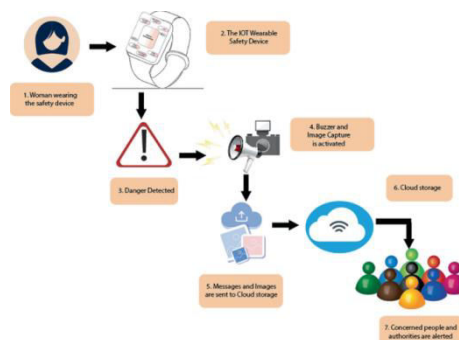 1. Woman wearing
the safety device
2. The IOT Wearable
Safety Device
3. Danger Detected
4. Buzzer and
Image Capture
is activated
5. Messages and Images
are sent to Cloud storage
6. Cloud storage
7. Concerned people and
authorities are alerted